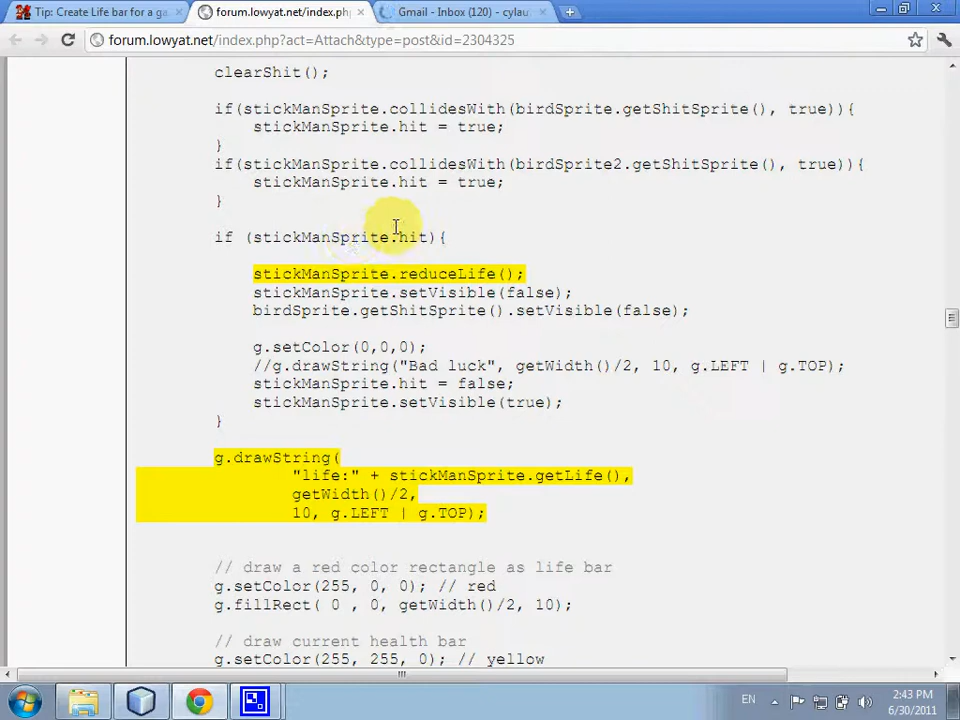 Tip: Create Life bar for a ga
forum.lowyat.net/index.ph
Gmail - Inbox (120) - cylau
forum.lowyat.net/index.php?act=Attach&type=post&id=2304325
clearShit();
if(stickManSprite.collidesWith(birdSprite.getShitSprite(), true)){
stickManSprite.hit = true;
}
if(stickManSprite.collidesWith(birdSprite2.getShitSprite(), true)){
stickManSprite.hit = true;
}
if (stickManSprite.hit){
stickManSprite.reduceLife();
stickManSprite.setVisible(false);
birdSprite.getShitSprite().setVisible(false);
g.setColor(0,0,0);
//g.drawString("Bad luck", getWidth()/2, 10, g.LEFT | g.TOP);
stickManSprite.hit = false;
stickManSprite.setVisible(true);
}
g.drawString(
"life:" + stickManSprite.getLife(),
getWidth()/2,
10, g.LEFT | g.TOP);
// draw a red color rectangle as life bar
g.setColor(255, 0, 0); // red
g.fillRect( 0 , 0, getWidth()/2, 10);
// draw current health bar
g.setColor(255, 255, 0); // yellow
EN
2:43 PM
6/30/2011